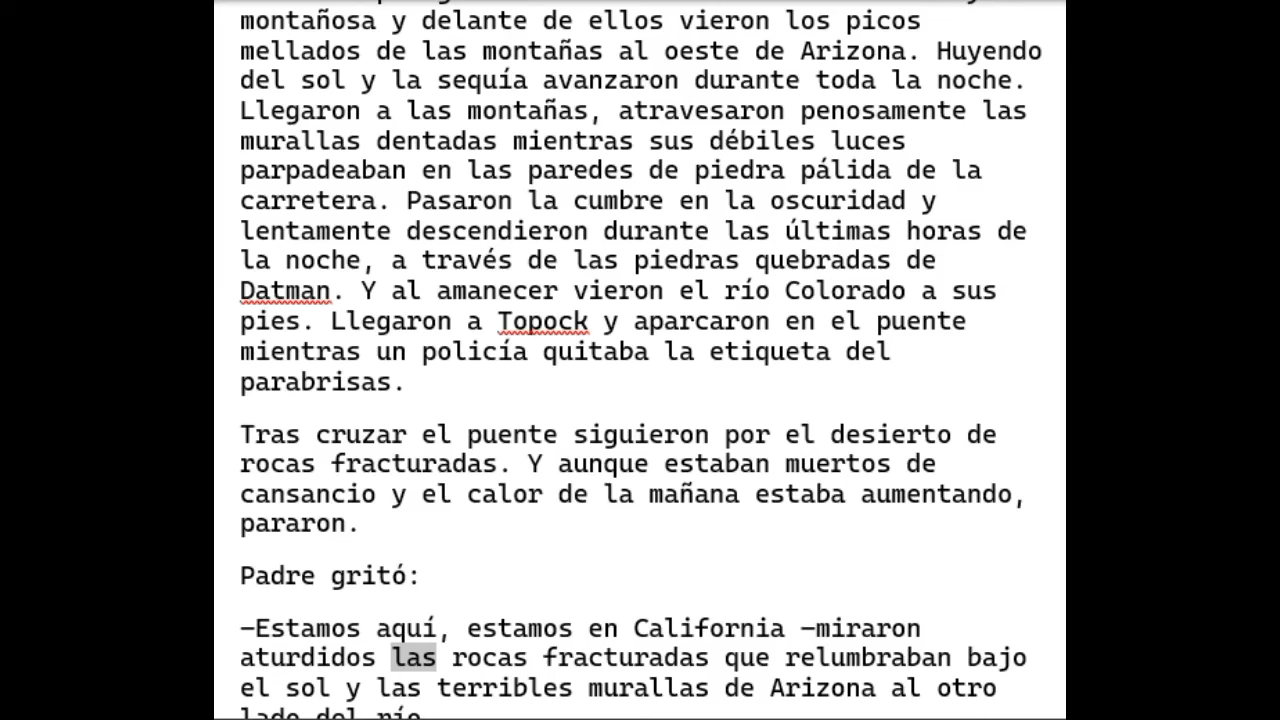 montañosa y delante de ellos vieron los picos
mellados de las montañas al oeste de Arizona. Huyendo
del sol y la sequía avanzaron durante toda la noche.
Llegaron a las montañas, atravesaron penosamente las
murallas dentadas mientras sus débiles luces
parpadeaban en las paredes de piedra pálida de la
carretera. Pasaron la cumbre en la oscuridad y
lentamente descendieron durante las últimas horas de
la noche, a través de las piedras quebradas de
Datman. Y al amanecer vieron el río Colorado a sus
pies. Llegaron a Topock y aparcaron en el puente
mientras un policía quitaba la etiqueta del
parabrisas.
Tras cruzar el puente siguieron por el desierto de
rocas fracturadas. Y aunque estaban muertos de
cansancio y el calor de la mañana estaba aumentando,
pararon.
Padre gritó:
—Estamos aquí, estamos en California —miraron
aturdidos las rocas fracturadas que relumbraban bajo
el sol y las terribles murallas de Arizona al otro
lado del río